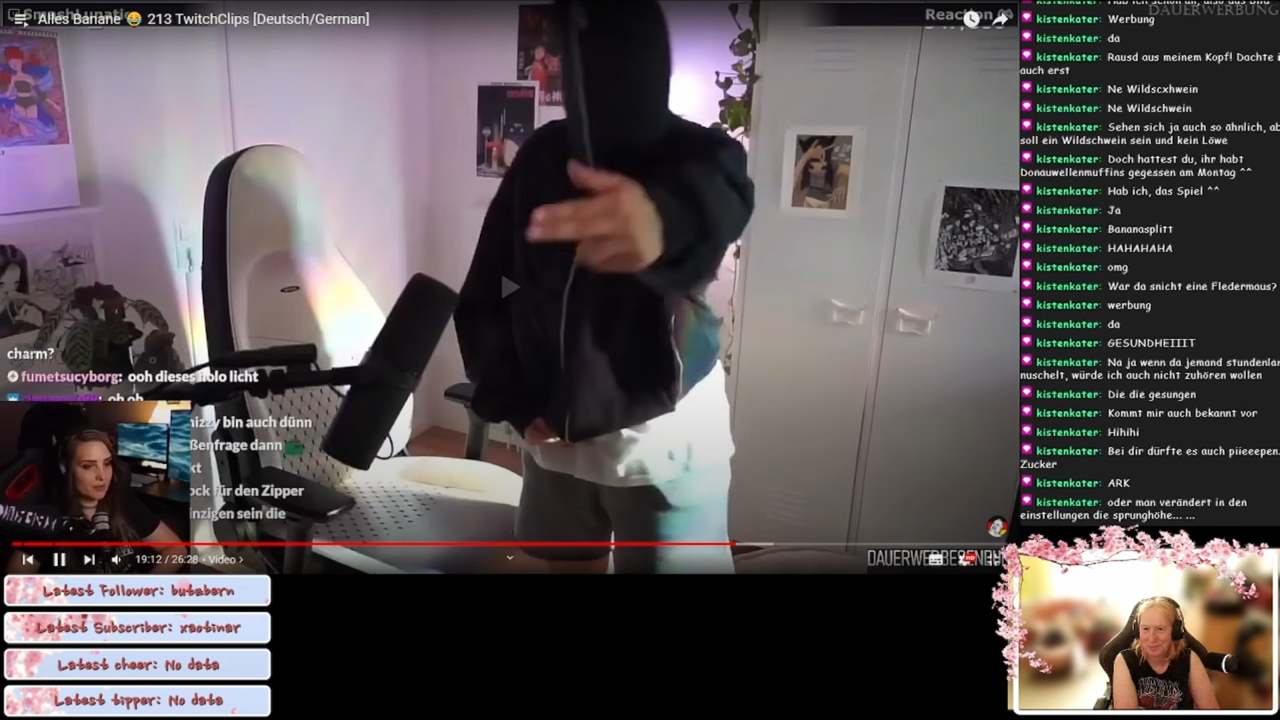 Alles Banane 😂 213 TwitchClips [Deutsch/German]
Reaction
DAUERWERBUNG
kistenkater: Werbung
kistenkater: da
kistenkater: Rausd aus meinem Kopf! Dachte i
auch erst
kistenkater: Ne Wildscxhwein
kistenkater: Ne Wildschwein
kistenkater: Sehen sich ja auch so ähnlich, ab
soll ein Wildschwein sein und kein Löwe
kistenkater: Doch hattest du, ihr habt
Donauwellenmuffins gegessen am Montag ^^
kistenkater: Hab ich, das Spiel ^^
kistenkater: Ja
kistenkater: Bananasplitt
kistenkater: HAHAHAHA
kistenkater: omg
kistenkater: War da snicht eine Fledermaus?
kistenkater: werbung
kistenkater: da
kistenkater: GESUNDHEIIIT
kistenkater: Na ja wenn da jemand stundenlan
nuschelt, würde ich auch nicht zuhören wollen
kistenkater: Die die gesungen
kistenkater: Kommt mir auch bekannt vor
kistenkater: Hihihi
kistenkater: Bei dir dürfte es auch piieeepen.
Zucker
kistenkater: ARK
kistenkater: oder man verändert in den
einstellungen die sprunghöhe... ...
charm?
fumetsucyborg: ooh dieses holo licht
oh oh
nizzy bin auch dünn
ßenfrage dann
kt
ock für den Zipper
inzigen sein die
19:12 / 26:28 • Video ›
Latest Follower: butzbern
Latest Subscriber: xaotinar
Latest cheer: No data
Latest tipper: No data